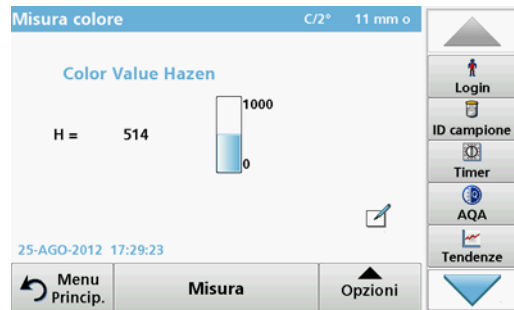 Misura colore C/2° 11 mm o
Color Value Hazen
1000
H = 514
0
25-AGO-2012 17:29:23
Menu Princip.
Misura
Opzioni
Login
ID campione
Timer
AQA
Tendenze